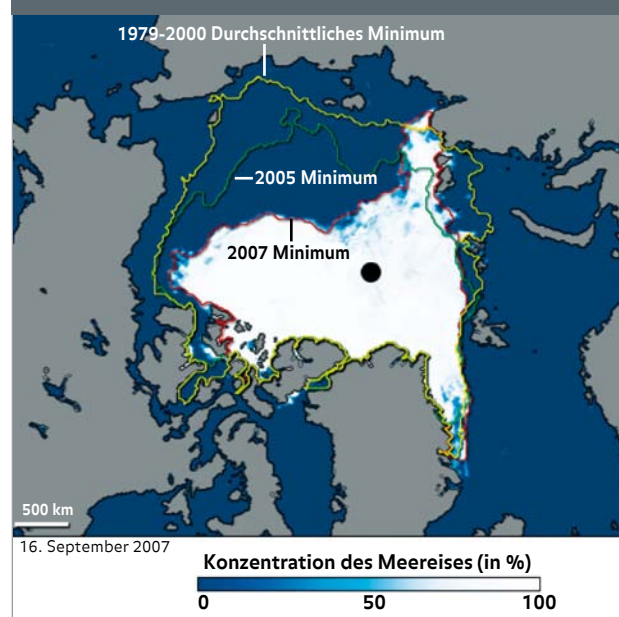 1979-2000 Durchschnittliches Minimum
2005 Minimum
2007 Minimum
500 km
16. September 2007
Konzentration des Meereises (in %)
0 50 100